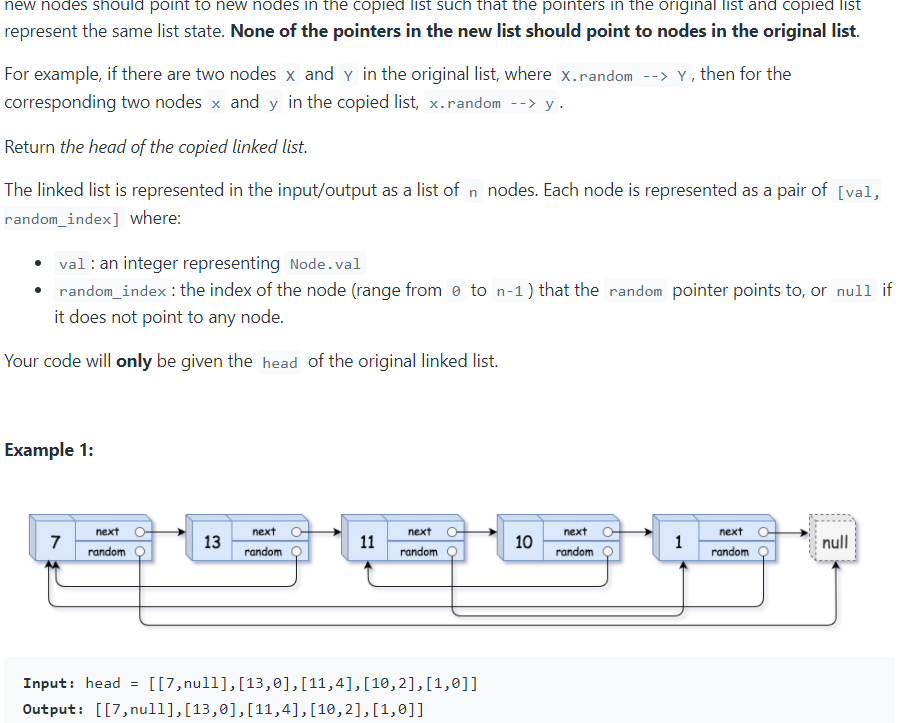 new nodes should point to new nodes in the copied list such that the pointers in the original list and copied list
represent the same list state. None of the pointers in the new list should point to nodes in the original list.
For example, if there are two nodes X and Y in the original list, where X.random --> Y, then for the
corresponding two nodes x and y in the copied list, x.random --> y.
Return the head of the copied linked list.
The linked list is represented in the input/output as a list of n nodes. Each node is represented as a pair of [val,
random_index] where:
• val: an integer representing Node.val
• random_index: the index of the node (range from 0 to n-1) that the random pointer points to, or null if
it does not point to any node.
Your code will only be given the head of the original linked list.
Example 1:
7 next random
13 next random
11 next random
10 next random
1 next random
null
Input: head = [[7,null],[13,0],[11,4],[10,2],[1,0]]
Output: [[7,null],[13,0],[11,4],[10,2],[1,0]]